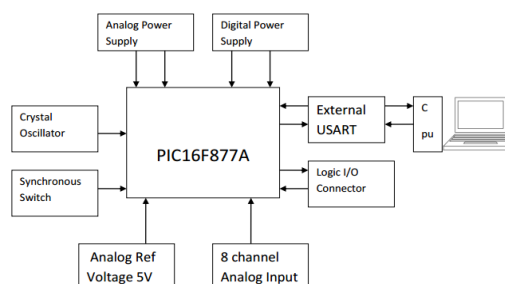 Analog Power
Supply
Digital Power
Supply
Crystal
Oscillator
Synchronous
Switch
PIC16F877A
External
USART
C
pu
Logic I/O
Connector
Analog Ref
Voltage 5V
8 channel
Analog Input